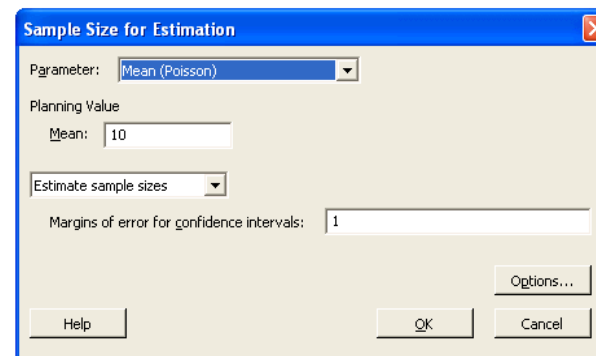 Sample Size for Estimation
Parameter: Mean (Poisson)
Planning Value
Mean: 10
Estimate sample sizes
Margins of error for confidence intervals: 1
Options...
Help OK Cancel